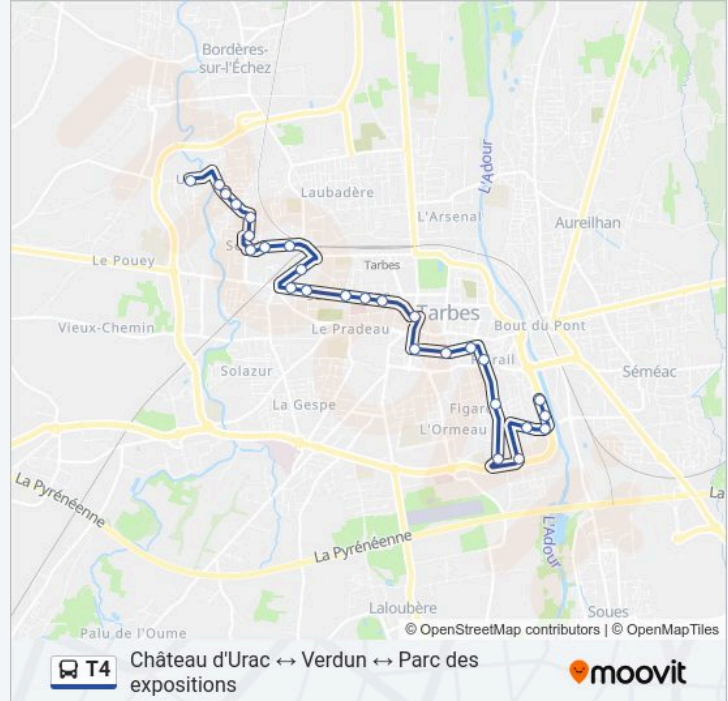 Bordères-
sur-l'Échez
Laubadère
L'Adour
L'Arsenal
Aureilhan
Le Pouey
Tarbes
Tarbes
Vieux-Chemin
Le Pradeau
Bout du Pont
Solazur
Séméac
La Gespe
L'Ormeau
La Pyrénéenne
La Pyrénéenne
L'Adour
La
Laloubère
Soues
© OpenStreetMap contributors | © OpenMapTiles
Palu de l'Oume
T4 Château d'Urac ↔ Verdun ↔ Parc des
expositions
moovit